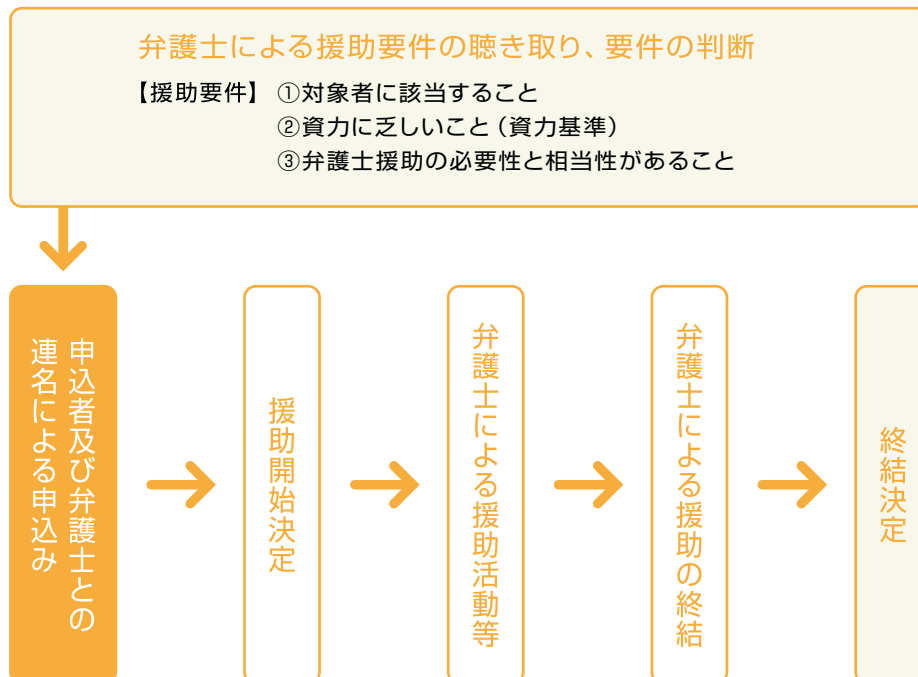 弁護士による援助要件の聴き取り、要件の判断
【援助要件】 ①対象者に該当すること
②資力に乏しいこと（資力基準）
③弁護士援助の必要性と相当性があること
申込者及び弁護士との
連名による申込み
援助開始決定
弁護士による援助活動等
弁護士による援助の終結
終結決定